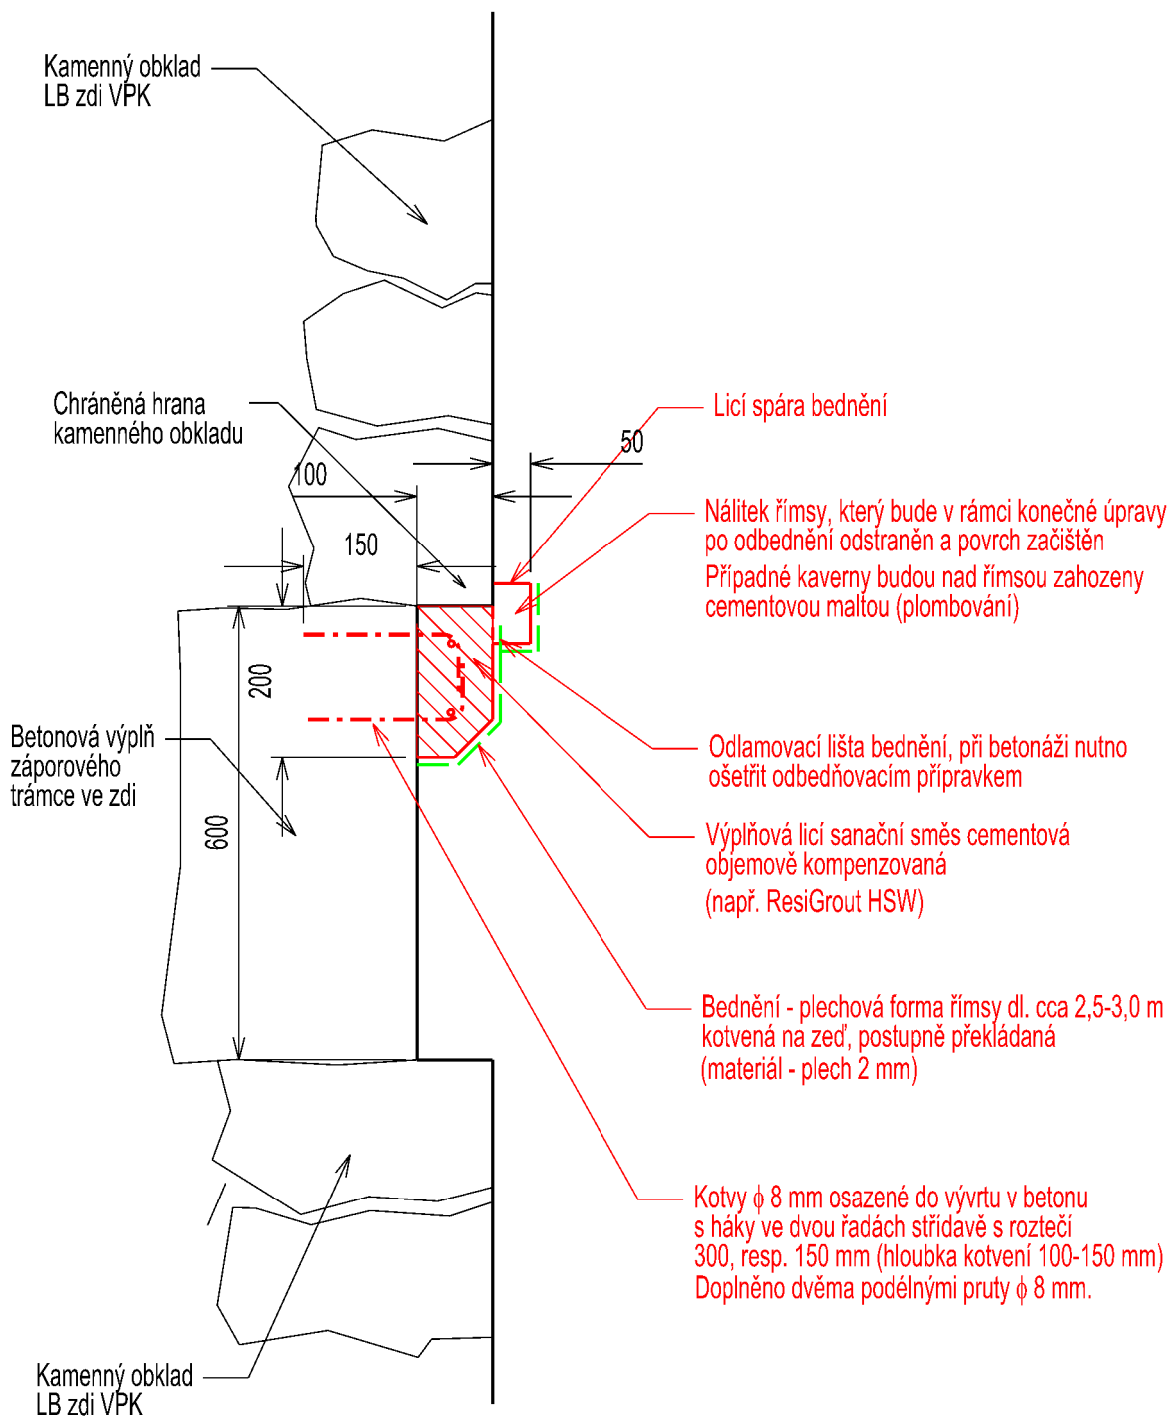 Kamenný obklad
LB zdi VPK
Chráněná hrana
kamenného obkladu
Licí spára bednění
50
100
150
Nálitek římsy, který bude v rámci konečné úpravy
po odbednění odstraněn a povrch začištěn
Případné kaverny budou nad římsou zahozeny
cementovou maltou (plombování)
200
600
Betonová výplň
záporového
trámce ve zdi
Odlamovací lišta bednění, při betonáži nutno
ošetřit odbedňovacím přípravkem
Výplňová licí sanační směs cementová
objemově kompenzovaná
(např. ResiGrout HSW)
Bednění - plechová forma římsy dl. cca 2,5-3,0 m
kotvená na zeď, postupně překládaná
(materiál - plech 2 mm)
Kotvy ϕ 8 mm osazené do vývrtu v betonu
s háky ve dvou řadách střídavě s roztečí
300, resp. 150 mm (hloubka kotvení 100-150 mm)
Doplněno dvěma podélnými pruty ϕ 8 mm.
Kamenný obklad
LB zdi VPK